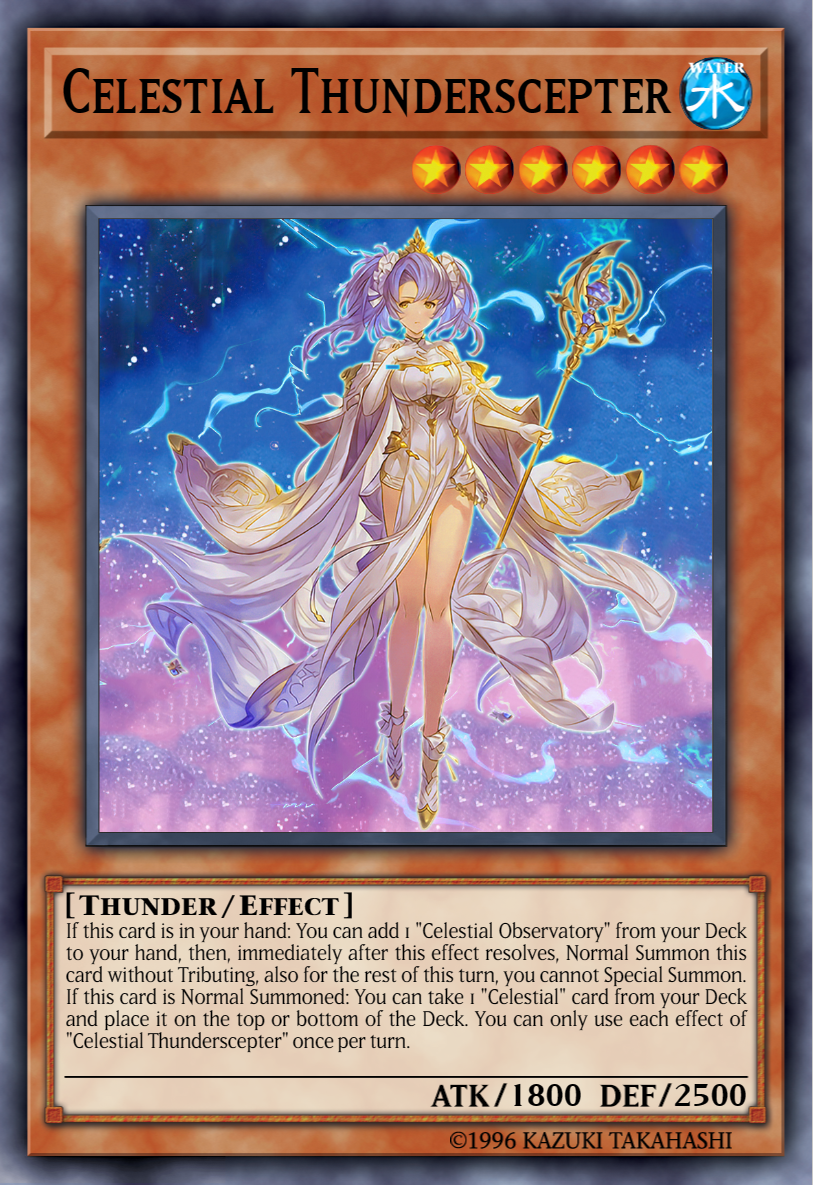 Celestial Thunderscepter
WATER
水
[Thunder/Effect]
If this card is in your hand: You can add 1 "Celestial Observatory" from your Deck
to your hand, then, immediately after this effect resolves, Normal Summon this
card without Tributing, also for the rest of this turn, you cannot Special Summon.
If this card is Normal Summoned: You can take 1 "Celestial" card from your Deck
and place it on the top or bottom of the Deck. You can only use each effect of
"Celestial Thunderscepter" once per turn.
ATK/1800 DEF/2500
©1996 KAZUKI TAKAHASHI